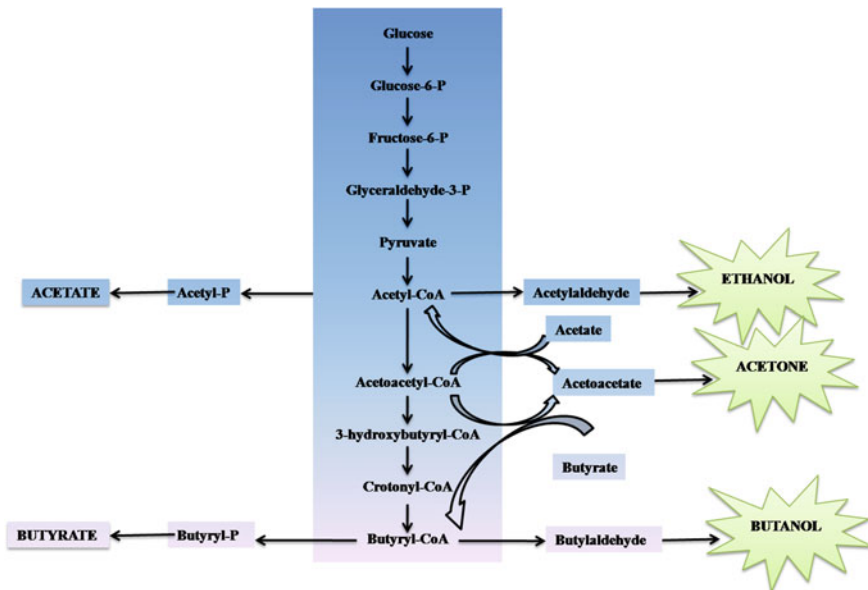 Glucose
Glucose-6-P
Fructose-6-P
Glyceraldehyde-3-P
Pyruvate
ACETATE
Acetyl-P
Acetyl-CoA
Acetylaldehyde
ETHANOL
Acetate
Acetoacetyl-CoA
Acetoacetate
ACETONE
3-hydroxybutyryl-CoA
Butyrate
Crotonyl-CoA
BUTYRATE
Butyryl-P
Butyryl-CoA
Butylaldehyde
BUTANOL